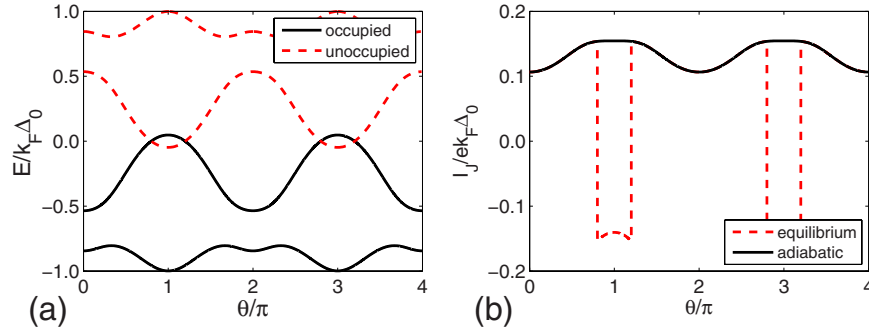 1.0
0.5
0.0
−0.5
−1.0
E/k_FΔ_0
occupied
unoccupied
0 1 2 3 4
θ/π
(a)
0.2
0.1
0.0
−0.1
−0.2
I_J/ek_FΔ_0
equilibrium
adiabatic
0 1 2 3 4
θ/π
(b)